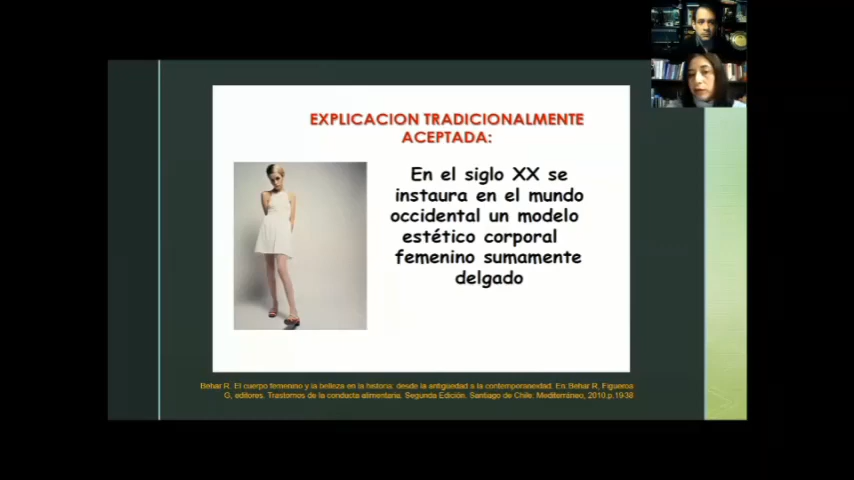 EXPLICACION TRADICIONALMENTE
ACEPTADA:
En el siglo XX se
instaura en el mundo
occidental un modelo
estético corporal
femenino sumamente
delgado
Behar R. El cuerpo femenino y la belleza en la historia: desde la antigüedad a la contemporaneidad. En:Behar R, Figueroa
G, editores. Trastornos de la conducta alimentaria. Segunda Edición. Santiago de Chile: Mediterráneo, 2010.p.19-38